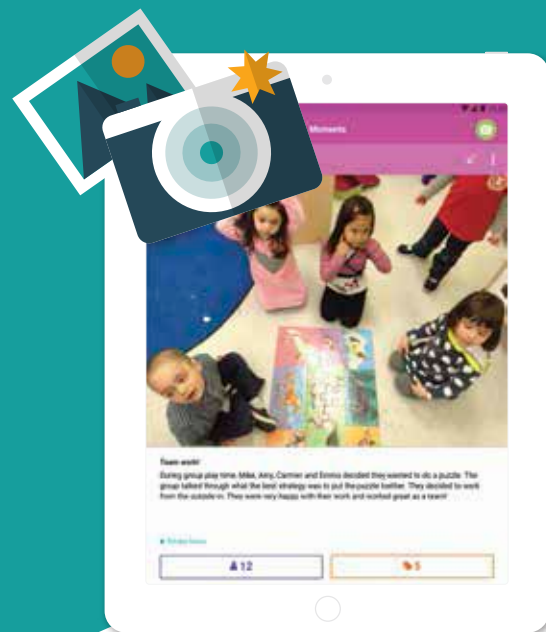 Moments
Team work!
During group play time, Mike, Amy, Carmen and Emma decided they wanted to do a puzzle. The
group talked through what the best strategy was to put the puzzle
They decided to work
from the outside-in. They were very happy with their work and worked great as a team!
12
5